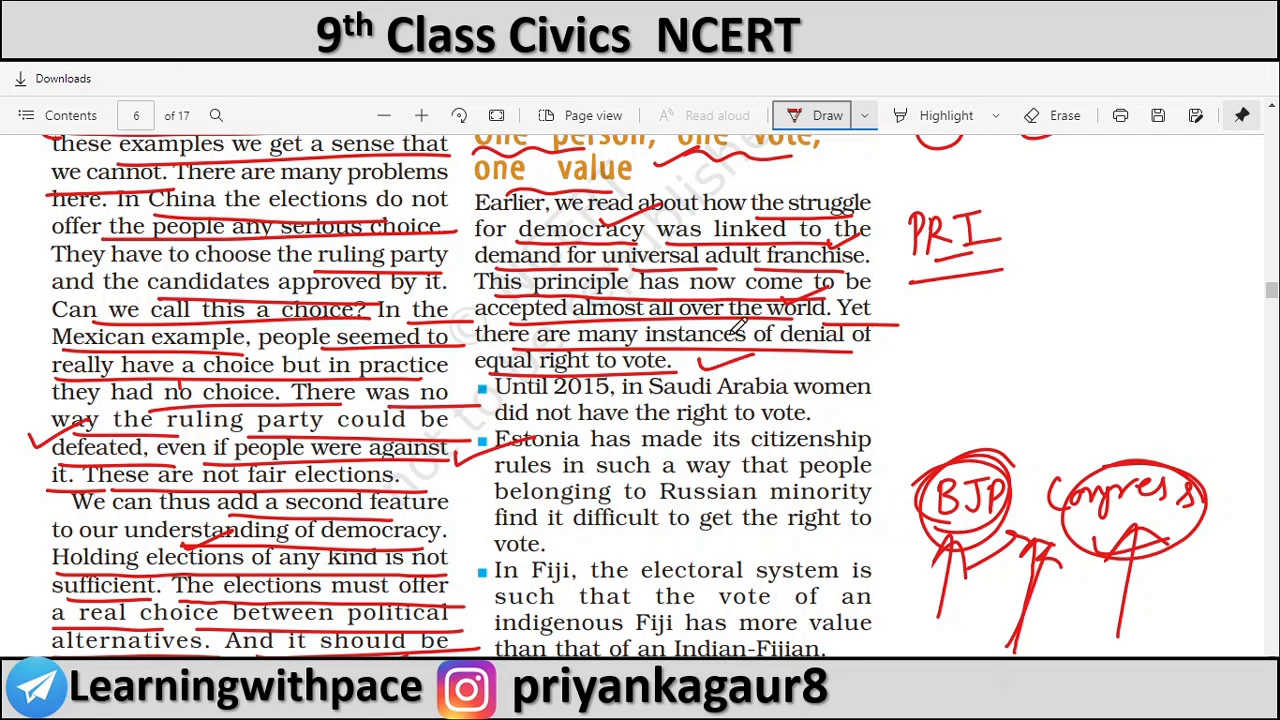 9th Class Civics NCERT
Downloads
Contents
6
of 17
Page view
Read aloud
Draw
Highlight
Erase
these examples we get a sense that
we cannot. There are many problems
here. In China the elections do not
offer the people any serious choice.
They have to choose the ruling party
and the candidates approved by it.
Can we call this a choice? In the
Mexican example, people seemed to
really have a choice but in practice
they had no choice. There was no
way the ruling party could be
defeated, even if people were against
it. These are not fair elections.
We can thus add a second feature
to our understanding of democracy.
Holding elections of any kind is not
sufficient. The elections must offer
a real choice between political
alternatives. And it should be
One person, one vote,
one value
Earlier, we read about how the struggle
for democracy was linked to the
demand for universal adult franchise.
This principle has now come to be
accepted almost all over the world. Yet
there are many instances of denial of
equal right to vote.
Until 2015, in Saudi Arabia women
did not have the right to vote.
Estonia has made its citizenship
rules in such a way that people
belonging to Russian minority
find it difficult to get the right to
vote.
In Fiji, the electoral system is
such that the vote of an
indigenous Fiji has more value
than that of an Indian-Fijian.
PRI
BJP
Congress
Learningwithpace
priyankagaur8